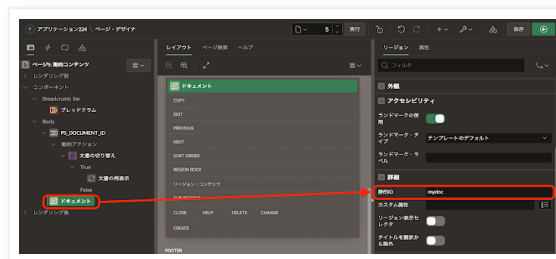 アプリケーション224 \ ページ・デザイナ
5
実行
保存
ページ5: 動的コンテンツ
レンダリング前
コンポーネント
Breadcrumb Bar
ブレッドクラム
Body
P5_DOCUMENT_ID
動的アクション
文書の切り替え
True
文書の再表示
False
ドキュメント
レンダリング後
レイアウト
ページ検索
ヘルプ
ドキュメント
COPY
EDIT
PREVIOUS
NEXT
SORT ORDER
REGION BODY
リージョン・コンテンツ
CLOSE
HELP
DELETE
CHANGE
CREATE
FOOTER
リージョン
属性
フィルタ
外観
アクセシビリティ
ランドマークの使
用
ランドマーク・タ
イプ
テンプレートのデフォルト
ランドマーク・ラ
ベル
詳細
静的ID
mydoc
カスタム属性
リージョン表示セ
レクタ
タイトルを翻訳か
ら除外